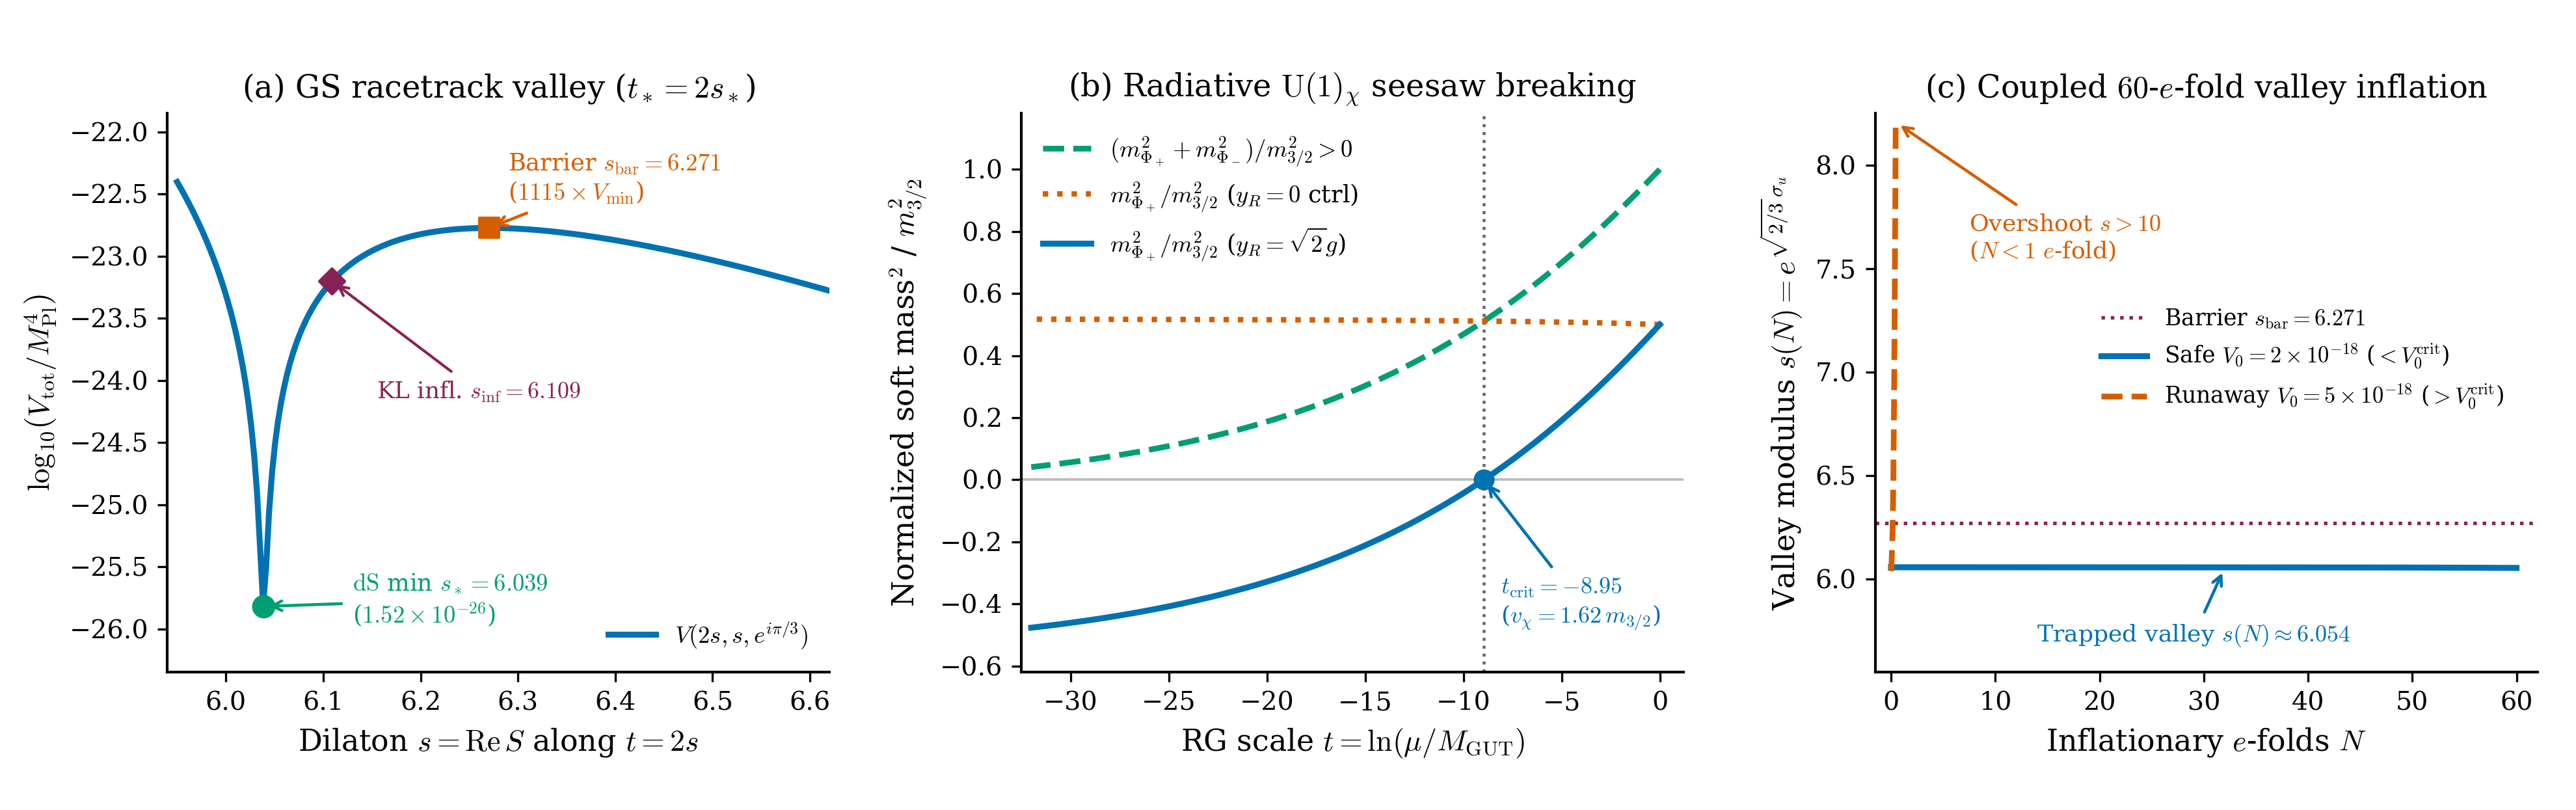 (a) GS racetrack valley (t∗ = 2s∗)
−22.0
−22.5
−23.0
−23.5
−24.0
−24.5
−25.0
−25.5
−26.0
log₁₀(V_tot/M_Pl⁴)
Barrier s_bar = 6.271
(1115 × V_min)
KL infl. s_inf = 6.109
dS min s∗ = 6.039
(1.52 × 10⁻²⁶)
V(2s, s, e^{iπ/3})
6.0 6.1 6.2 6.3 6.4 6.5 6.6
Dilaton s = Re S along t = 2s
(b) Radiative U(1)_χ seesaw breaking
1.0
0.8
0.6
0.4
0.2
0.0
−0.2
−0.4
−0.6
Normalized soft mass² / m²_{3/2}
(m²_{Φ₊} + m²_{Φ₋})/m²_{3/2} > 0
m²_{Φ₊}/m²_{3/2} (y_R = 0 ctrl)
m²_{Φ₊}/m²_{3/2} (y_R = √2 g)
t_crit = −8.95
(v_χ = 1.62 m_{3/2})
−30 −25 −20 −15 −10 −5 0
RG scale t = ln(μ/M_GUT)
(c) Coupled 60-e-fold valley inflation
8.0
7.5
7.0
6.5
6.0
Valley modulus s(N) = e^{√(2/3) σ_u}
Overshoot s > 10
(N < 1 e-fold)
Barrier s_bar = 6.271
Safe V₀ = 2 × 10⁻¹⁸ (< V₀^crit)
Runaway V₀ = 5 × 10⁻¹⁸ (> V₀^crit)
Trapped valley s(N) ≈ 6.054
0 10 20 30 40 50 60
Inflationary e-folds N